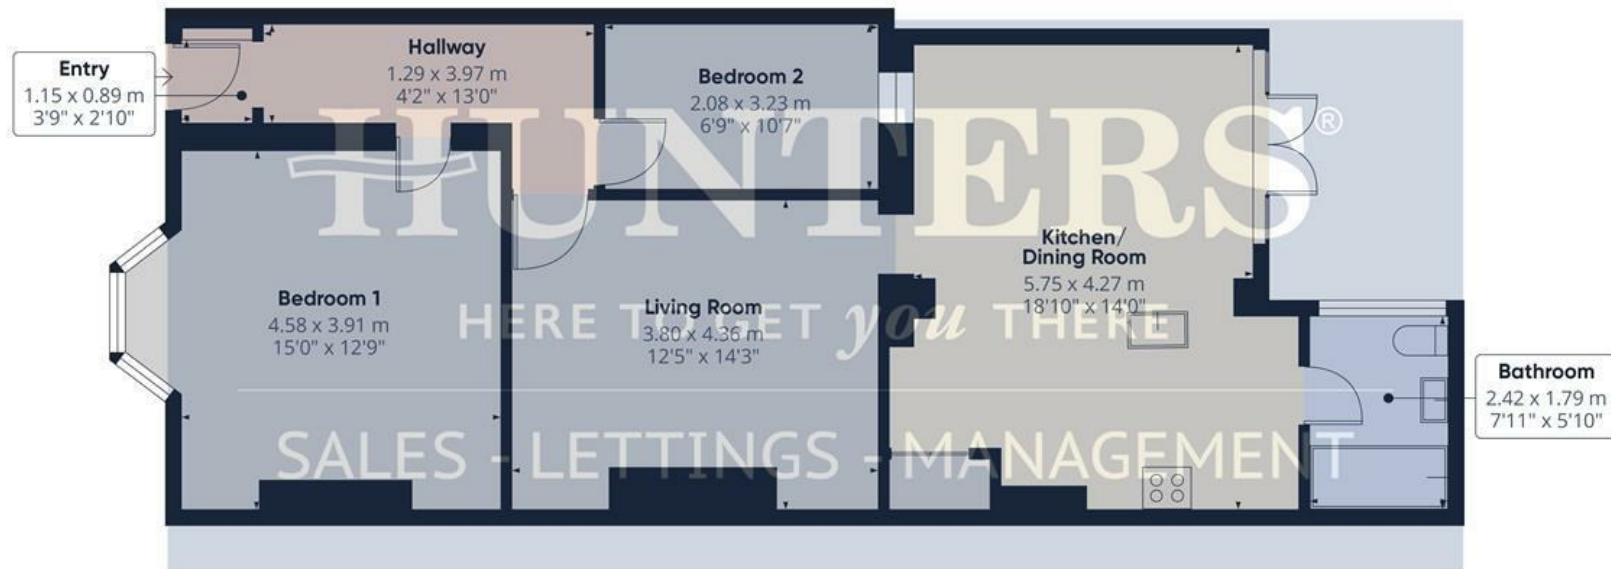 Entry
1.15 x 0.89 m
3'9" x 2'10"
Hallway
1.29 x 3.97 m
4'2" x 13'0"
Bedroom 2
2.08 x 3.23 m
6'9" x 10'7"
Bedroom 1
4.58 x 3.91 m
15'0" x 12'9"
Living Room
3.80 x 4.36 m
12'5" x 14'3"
Kitchen/
Dining Room
5.75 x 4.27 m
18'10" x 14'0"
Bathroom
2.42 x 1.79 m
7'11" x 5'10"
HUNTERS®
HERE TO GET you THERE
SALES - LETTINGS - MANAGEMENT